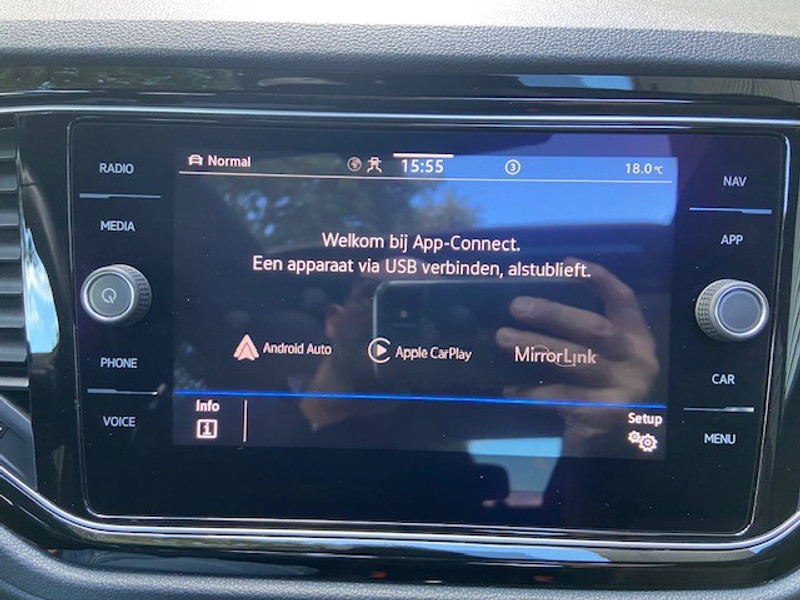 RADIO
MEDIA
PHONE
VOICE
Normal
15:55
3
18.0°C
Welkom bij App-Connect.
Een apparaat via USB verbinden, alstublieft.
Android Auto
Apple CarPlay
MirrorLink
Info
Setup
NAV
APP
CAR
MENU